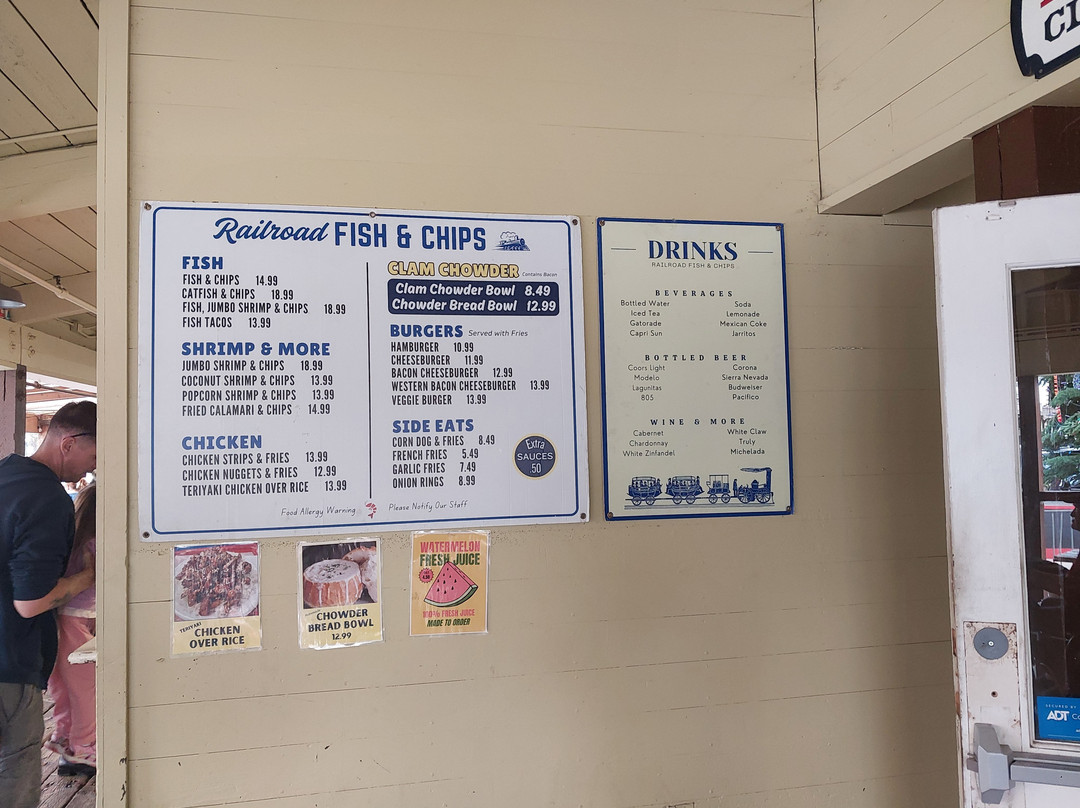 Railroad FISH & CHIPS
FISH
FISH & CHIPS 14.99
CATFISH & CHIPS 18.99
FISH, JUMBO SHRIMP & CHIPS 18.99
FISH TACOS 13.99
SHRIMP & MORE
JUMBO SHRIMP & CHIPS 18.99
COCONUT SHRIMP & CHIPS 13.99
POPCORN SHRIMP & CHIPS 13.99
FRIED CALAMARI & CHIPS 14.99
CHICKEN
CHICKEN STRIPS & FRIES 13.99
CHICKEN NUGGETS & FRIES 12.99
TERIYAKI CHICKEN OVER RICE 13.99
CLAM CHOWDER Contains Bacon
Clam Chowder Bowl 8.49
Chowder Bread Bowl 12.99
BURGERS Served with Fries
HAMBURGER 10.99
CHEESEBURGER 11.99
BACON CHEESEBURGER 12.99
WESTERN BACON CHEESEBURGER 13.99
VEGGIE BURGER 13.99
SIDE EATS
CORN DOG & FRIES 8.49
FRENCH FRIES 5.49
GARLIC FRIES 7.49
ONION RINGS 8.99
Extra
SAUCES
.50
Food Allergy Warning Please Notify Our Staff
DRINKS
RAILROAD FISH & CHIPS
BEVERAGES
Bottled Water Soda
Iced Tea Lemonade
Gatorade Mexican Coke
Capri Sun Jarritos
BOTTLED BEER
Coors Light Corona
Modelo Sierra Nevada
Lagunitas Budweiser
805 Pacifico
WINE & MORE
Cabernet White Claw
Chardonnay Truly
White Zinfandel Michelada
TERIYAKI
CHICKEN
OVER RICE
CHOWDER
BREAD BOWL
12.99
WATERMELON
FRESH JUICE
100% FRESH JUICE
MADE TO ORDER
SECURED BY
ADT